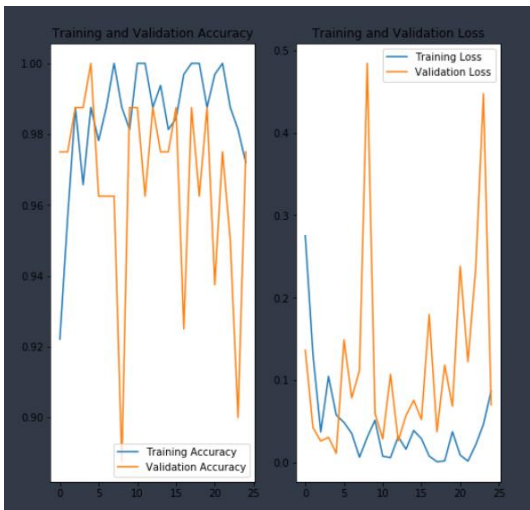 Training and Validation Accuracy
1.00
0.98
0.96
0.94
0.92
0.90
Training Accuracy
Validation Accuracy
0 5 10 15 20 25
Training and Validation Loss
0.5
0.4
0.3
0.2
0.1
0.0
Training Loss
Validation Loss
0 5 10 15 20 25